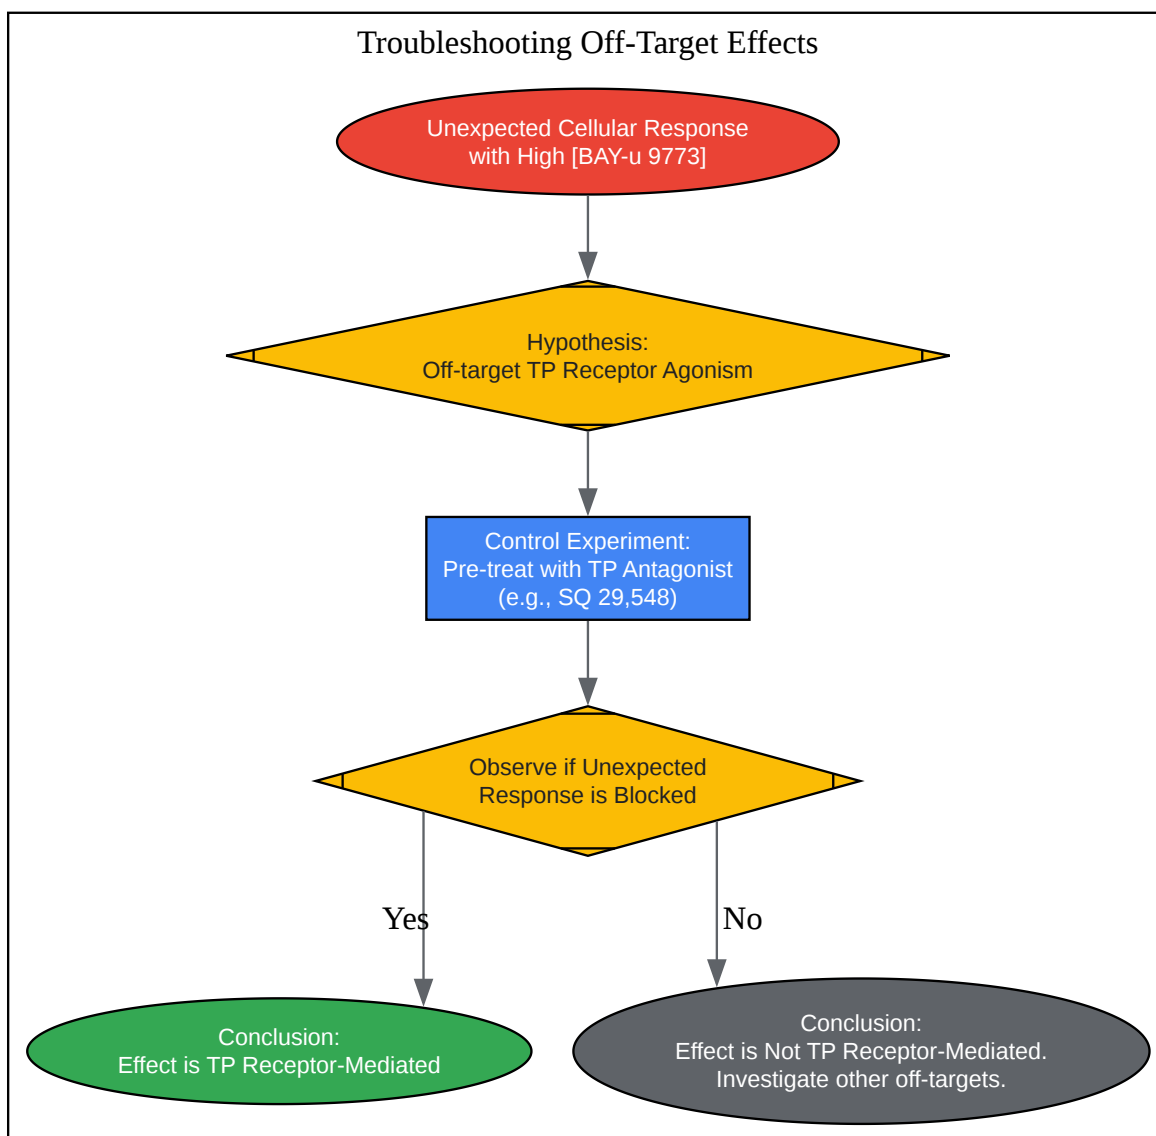 Troubleshooting Off-Target Effects
Unexpected Cellular Response
with High [BAY-u 9773]
Hypothesis:
Off-target TP Receptor Agonism
Control Experiment:
Pre-treat with TP Antagonist
(e.g., SQ 29,548)
Observe if Unexpected
Response is Blocked
Yes
No
Conclusion:
Effect is TP Receptor-Mediated
Conclusion:
Effect is Not TP Receptor-Mediated.
Investigate other off-targets.